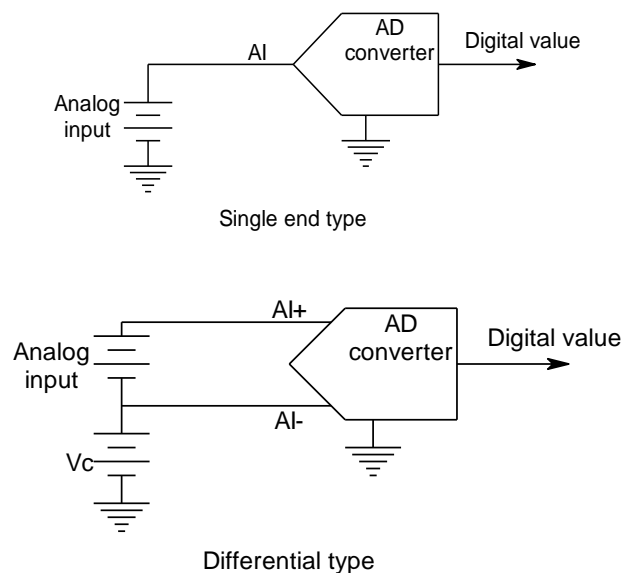 AI
AD
converter
Digital value
Analog
input
Single end type
AI+
AD
converter
Digital value
Analog
input
AI-
Vc
Differential type